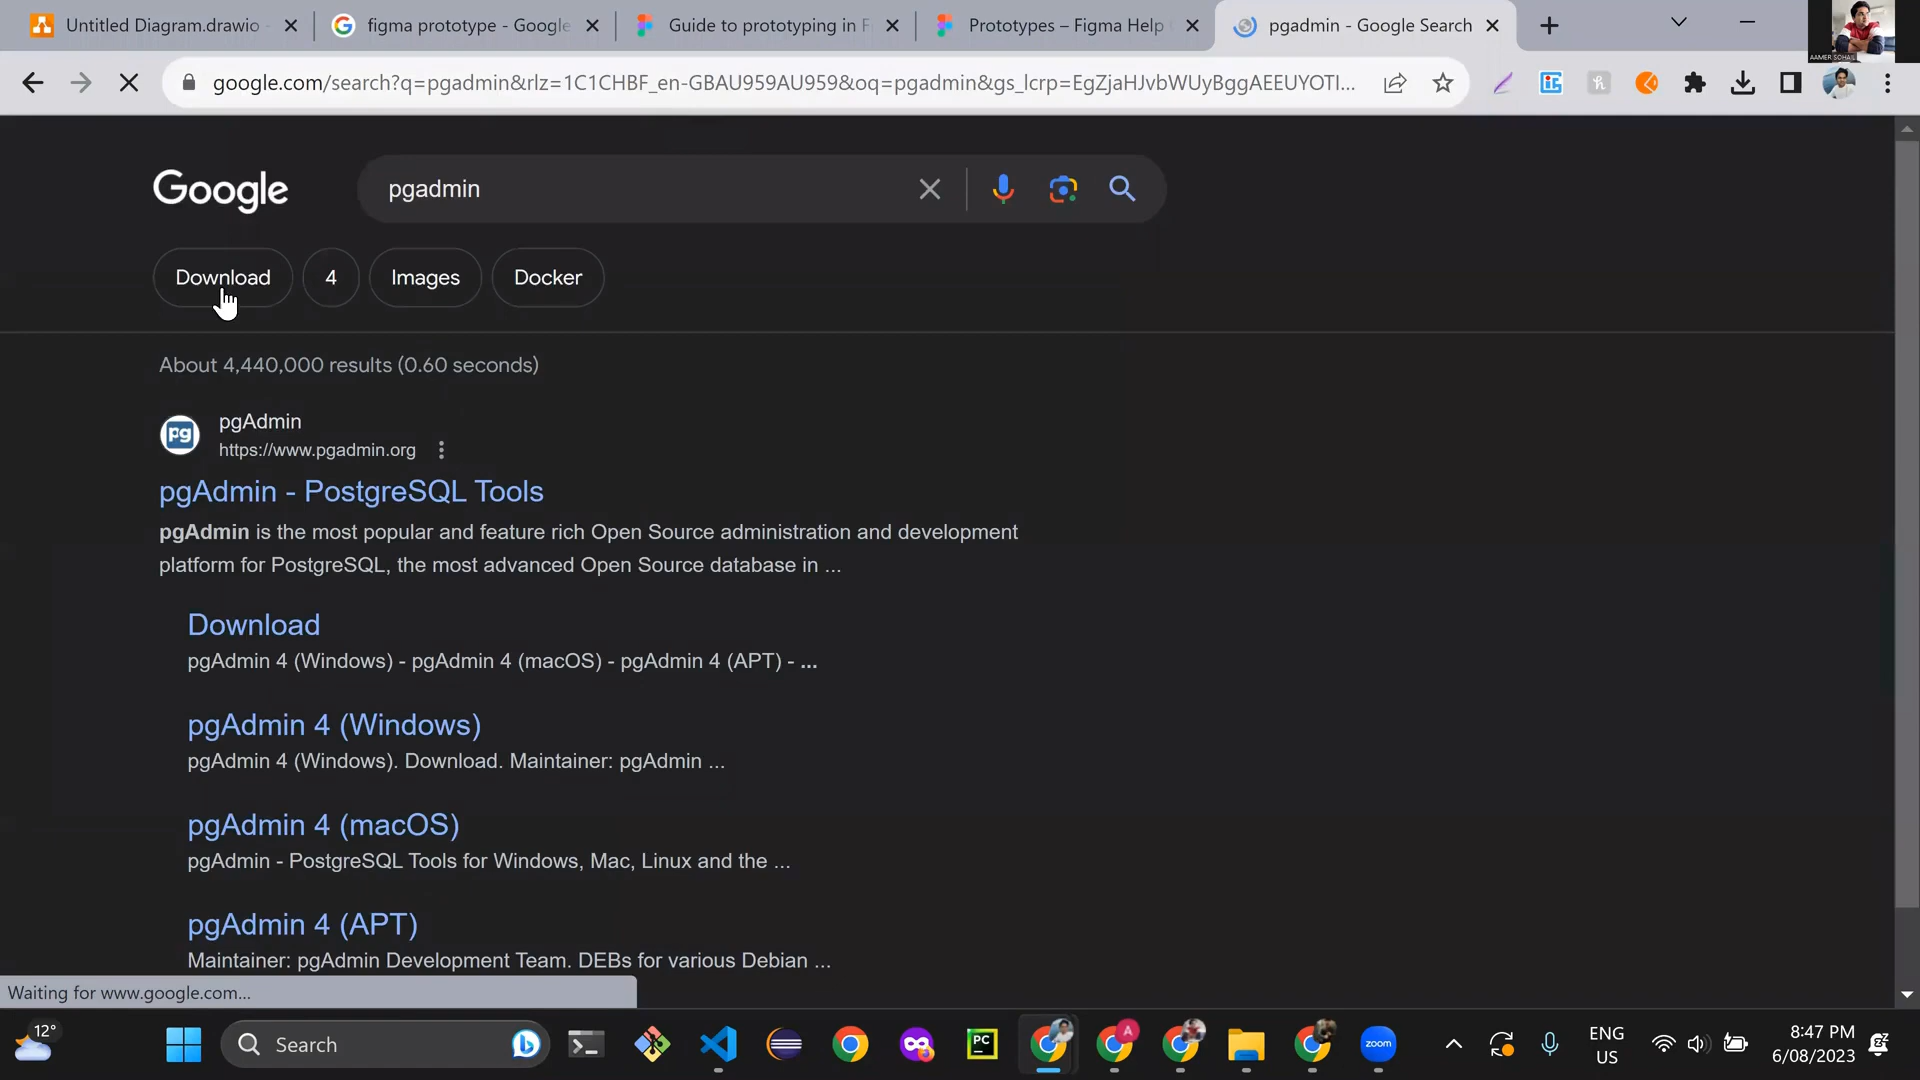 Untitled Diagram.drawio
figma prototype - Google
Guide to prototyping in F
Prototypes – Figma Help
pgadmin - Google Search
AAMER SOHAIL
google.com/search?q=pgadmin&rlz=1C1CHBF_en-GBAU959AU959&oq=pgadmin&gs_lcrp=EgZjaHJvbWUyBggAEEUYOTI...
Google
pgadmin
Download
4
Images
Docker
About 4,440,000 results (0.60 seconds)
pg
pgAdmin
https://www.pgadmin.org
pgAdmin - PostgreSQL Tools
pgAdmin is the most popular and feature rich Open Source administration and development
platform for PostgreSQL, the most advanced Open Source database in ...
Download
pgAdmin 4 (Windows) - pgAdmin 4 (macOS) - pgAdmin 4 (APT) - ...
pgAdmin 4 (Windows)
pgAdmin 4 (Windows). Download. Maintainer: pgAdmin ...
pgAdmin 4 (macOS)
pgAdmin - PostgreSQL Tools for Windows, Mac, Linux and the ...
pgAdmin 4 (APT)
Maintainer: pgAdmin Development Team. DEBs for various Debian ...
Waiting for www.google.com...
12°
Search
PC
A
zoom
ENG
US
8:47 PM
6/08/2023